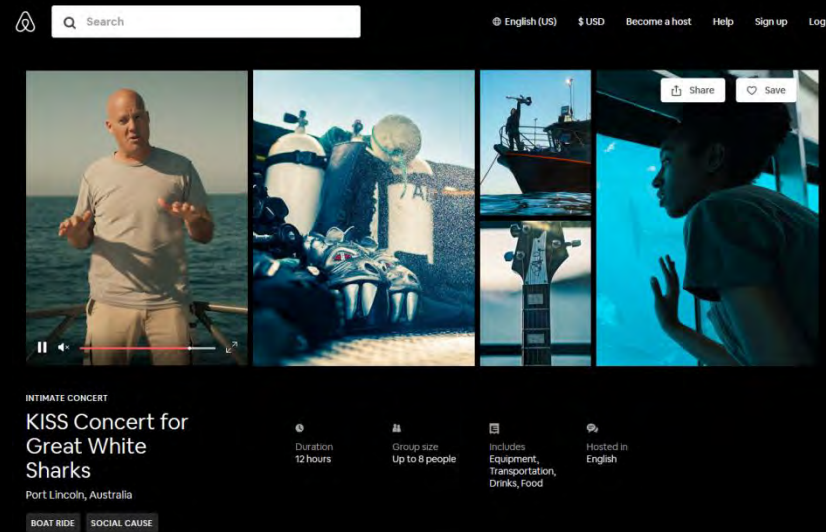 Search
English (US)
$ USD
Become a host
Help
Sign up
Log
Share
Save
INTIMATE CONCERT
KISS Concert for
Great White
Sharks
Port Lincoln, Australia
BOAT RIDE
SOCIAL CAUSE
Duration
12 hours
Group size
Up to 8 people
Includes
Equipment,
Transportation,
Drinks, Food
Hosted in
English